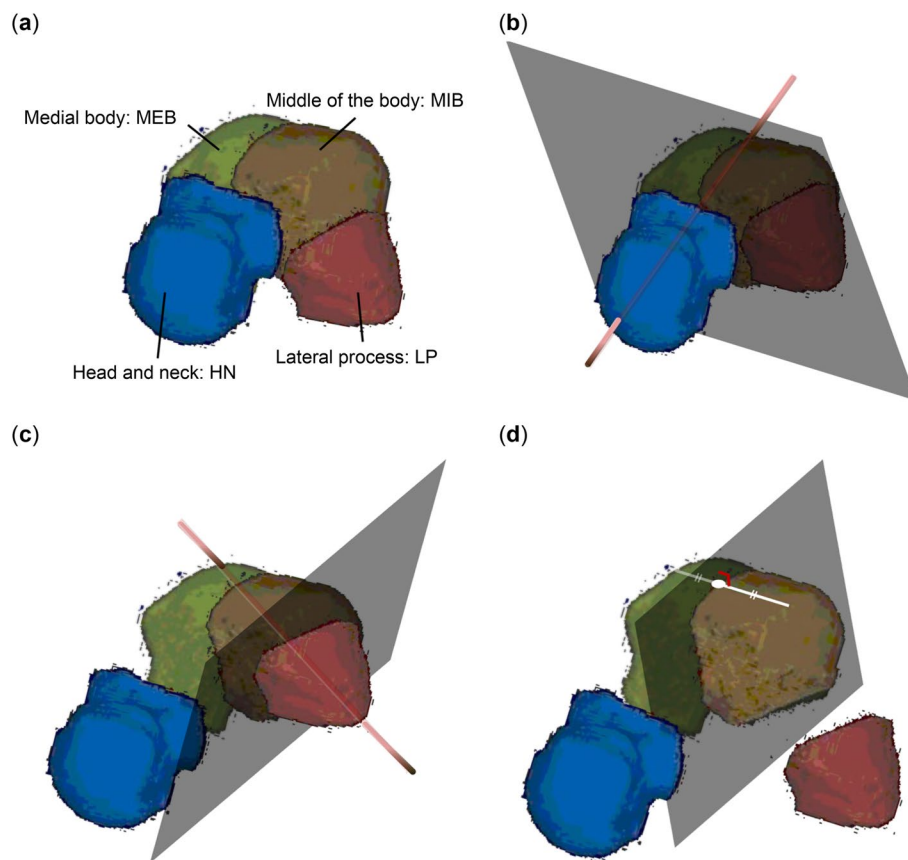 (a)
(b)
Medial body: MEB
Middle of the body: MIB
Head and neck: HN
Lateral process: LP
(c)
(d)